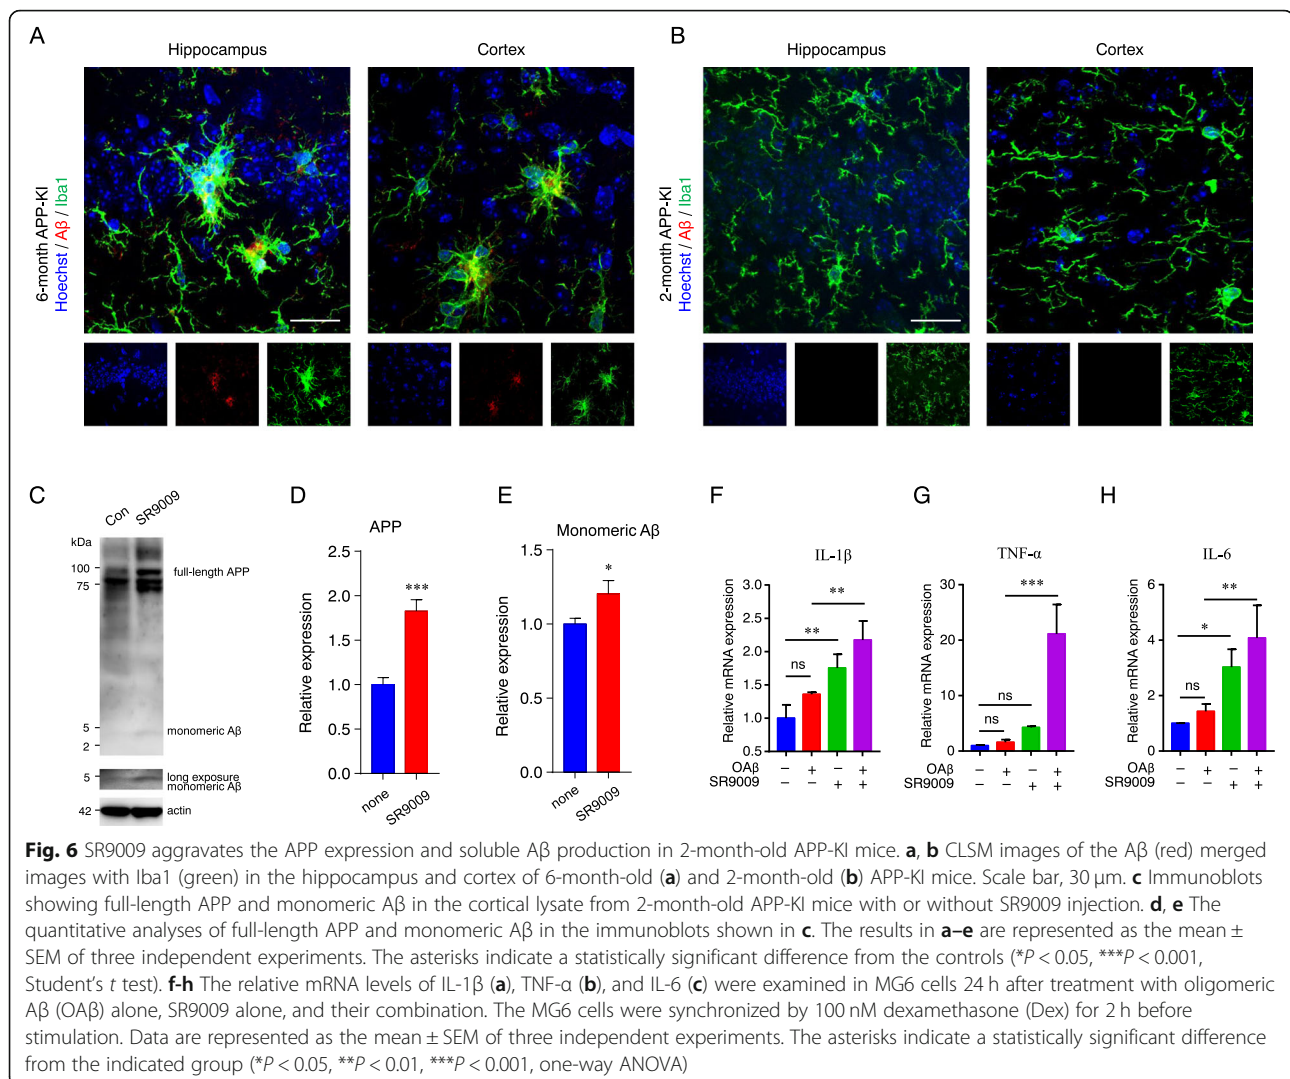 A
Hippocampus
Cortex
6-month APP-KI
Hoechst / Aβ / Iba1
B
Hippocampus
Cortex
2-month APP-KI
Hoechst / Aβ / Iba1
C
Con
SR9009
kDa
100
75
full-length APP
5
monomeric Aβ
2
5
long exposure
monomeric Aβ
42
actin
D
APP
Relative expression
2.5
2.0
1.5
1.0
0.5
0.0
***
none
SR9009
E
Monomeric Aβ
Relative expression
1.5
1.0
0.5
0.0
*
none
SR9009
F
IL-1β
Relative mRNA expression
3.0
2.5
2.0
1.5
1.0
0.5
**
**
ns
OAβ − + − +
SR9009 − − + +
G
TNF-α
Relative mRNA expression
30
20
10
0
***
ns
ns
OAβ − + − +
SR9009 − − + +
H
IL-6
Relative mRNA expression
6
4
2
0
**
*
ns
OAβ − + − +
SR9009 − − + +
Fig. 6 SR9009 aggravates the APP expression and soluble Aβ production in 2-month-old APP-KI mice. a, b CLSM images of the Aβ (red) merged
images with Iba1 (green) in the hippocampus and cortex of 6-month-old (a) and 2-month-old (b) APP-KI mice. Scale bar, 30 μm. c Immunoblots
showing full-length APP and monomeric Aβ in the cortical lysate from 2-month-old APP-KI mice with or without SR9009 injection. d, e The
quantitative analyses of full-length APP and monomeric Aβ in the immunoblots shown in c. The results in a–e are represented as the mean ±
SEM of three independent experiments. The asterisks indicate a statistically significant difference from the controls (*P < 0.05, ***P < 0.001,
Student's t test). f-h The relative mRNA levels of IL-1β (a), TNF-α (b), and IL-6 (c) were examined in MG6 cells 24 h after treatment with oligomeric
Aβ (OAβ) alone, SR9009 alone, and their combination. The MG6 cells were synchronized by 100 nM dexamethasone (Dex) for 2 h before
stimulation. Data are represented as the mean ± SEM of three independent experiments. The asterisks indicate a statistically significant difference
from the indicated group (*P < 0.05, **P < 0.01, ***P < 0.001, one-way ANOVA)